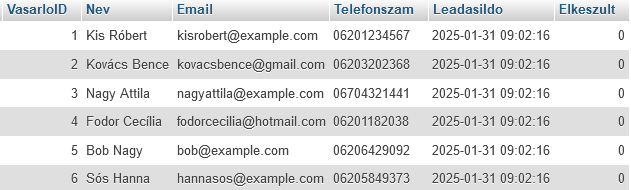 VasarloID Nev Email Telefonszam Leadasildo Elkeszult
1 Kis Róbert kisrobert@example.com 06201234567 2025-01-31 09:02:16 0
2 Kovács Bence kovacsbence@gmail.com 06203202368 2025-01-31 09:02:16 0
3 Nagy Attila nagyattila@example.com 06704321441 2025-01-31 09:02:16 0
4 Fodor Cecília fodorcecilia@hotmail.com 06201182038 2025-01-31 09:02:16 0
5 Bob Nagy bob@example.com 06206429092 2025-01-31 09:02:16 0
6 Sós Hanna hannasos@example.com 06205849373 2025-01-31 09:02:16 0